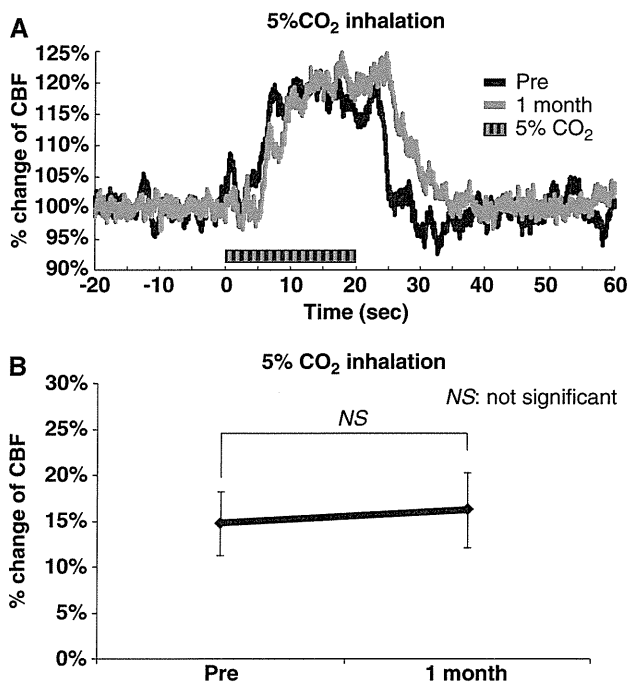 A
5%CO₂ inhalation
% change of CBF
125%
120%
115%
110%
105%
100%
95%
90%
Pre
1 month
5% CO₂
-20 -10 0 10 20 30 40 50 60
Time (sec)
B
5% CO₂ inhalation
% change of CBF
30%
25%
20%
15%
10%
5%
0%
NS: not significant
NS
Pre 1 month